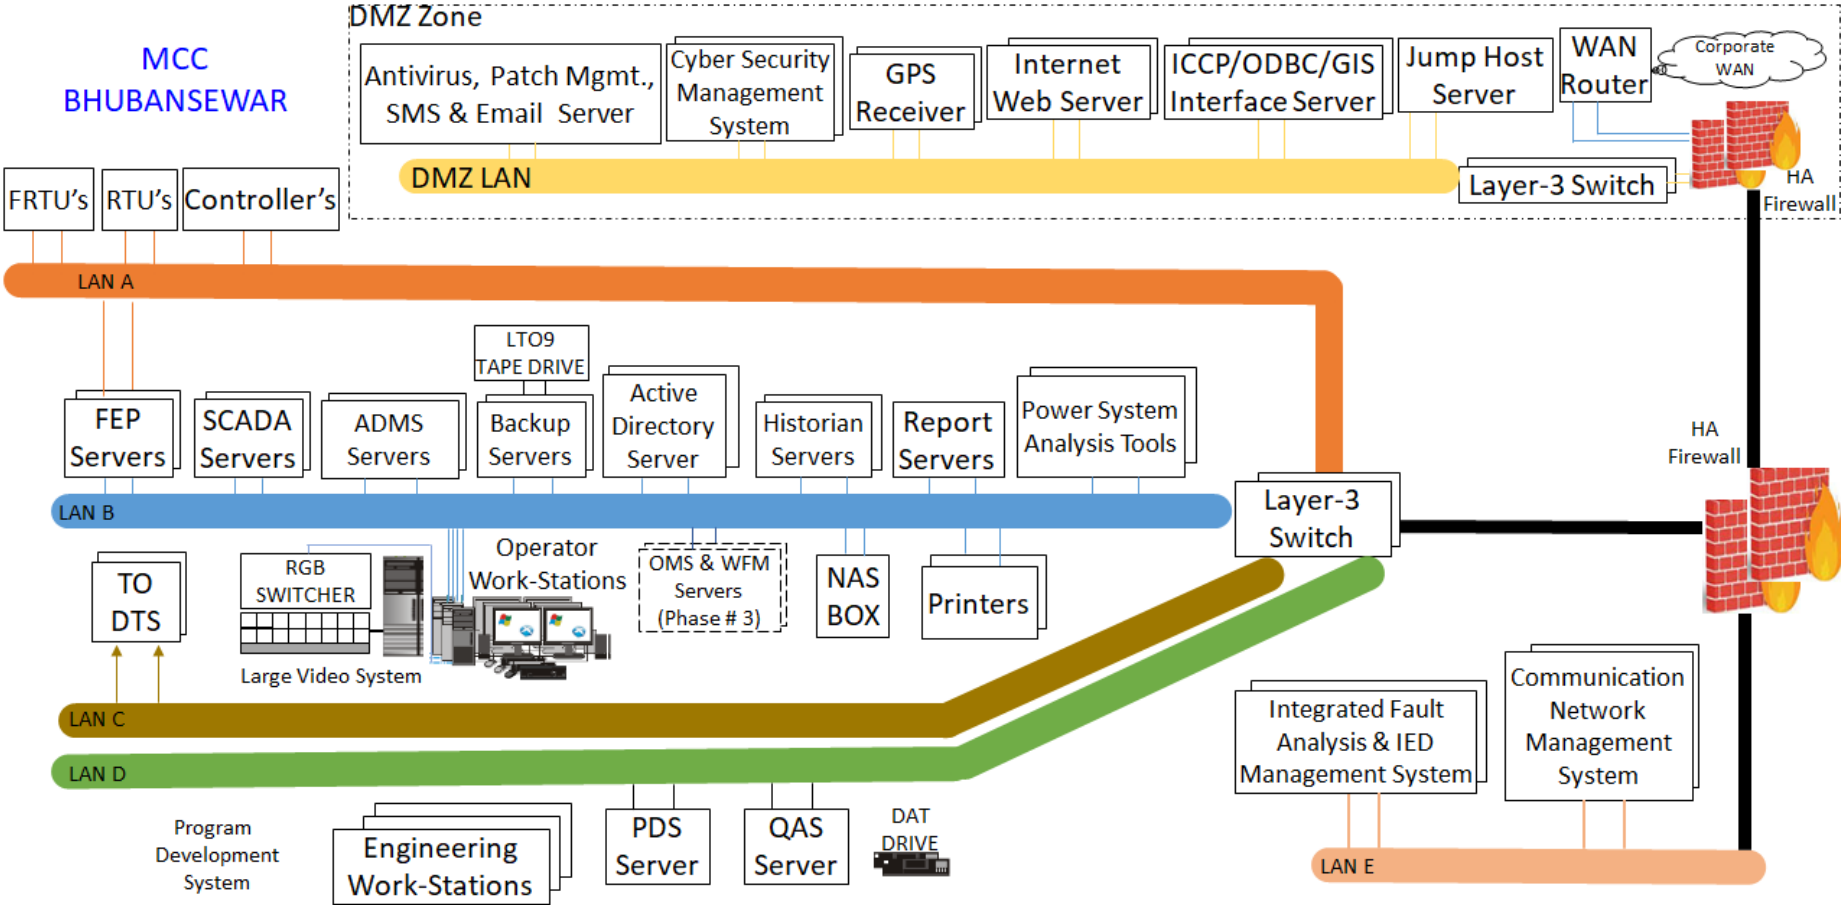 DMZ Zone
MCC
BHUBANSEWAR
Antivirus, Patch Mgmt.,
SMS & Email Server
Cyber Security
Management
System
GPS
Receiver
Internet
Web Server
ICCP/ODBC/GIS
Interface Server
Jump Host
Server
WAN
Router
Corporate
WAN
DMZ LAN
Layer-3 Switch
HA
Firewall
FRTU's
RTU's
Controller's
LAN A
LTO9
TAPE DRIVE
FEP
Servers
SCADA
Servers
ADMS
Servers
Backup
Servers
Active
Directory
Server
Historian
Servers
Report
Servers
Power System
Analysis Tools
HA
Firewall
LAN B
Layer-3
Switch
TO
DTS
RGB
SWITCHER
Large Video System
Operator
Work-Stations
OMS & WFM
Servers
(Phase # 3)
NAS
BOX
Printers
LAN C
LAN D
Integrated Fault
Analysis & IED
Management System
Communication
Network
Management
System
Program
Development
System
Engineering
Work-Stations
PDS
Server
QAS
Server
DAT
DRIVE
LAN E